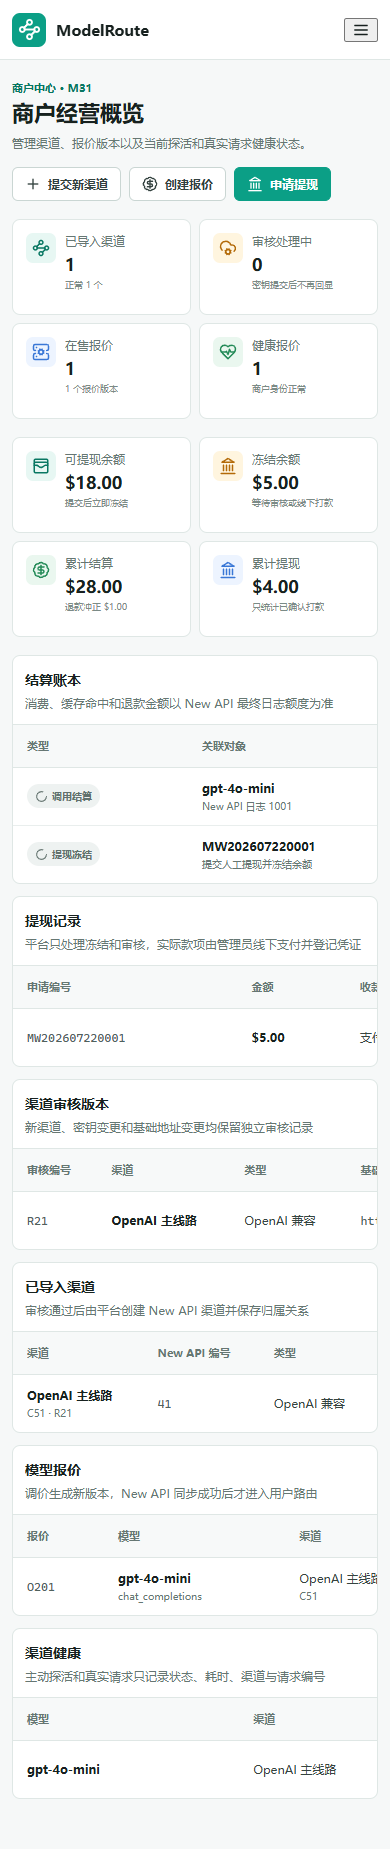 ModelRoute
商户中心 • M31
商户经营概览
管理渠道、报价版本以及当前探活和真实请求健康状态。
提交新渠道
创建报价
申请提现
已导入渠道
1
正常 1 个
审核处理中
0
密钥提交后不再回显
在售报价
1
1 个报价版本
健康报价
1
商户身份正常
可提现余额
$18.00
提交后立即冻结
冻结余额
$5.00
等待审核或线下打款
累计结算
$28.00
退款冲正 $1.00
累计提现
$4.00
只统计已确认打款
结算账本
消费、缓存命中和退款金额以 New API 最终日志额度为准
类型 关联对象
调用结算 gpt-4o-mini
New API 日志 1001
提现冻结 MW202607220001
提交人工提现并冻结余额
提现记录
平台只处理冻结和审核，实际款项由管理员线下支付并登记凭证
申请编号 金额 收款
MW202607220001 $5.00 支付
渠道审核版本
新渠道、密钥变更和基础地址变更均保留独立审核记录
审核编号 渠道 类型 基础
R21 OpenAI 主线路 OpenAI 兼容 htt
已导入渠道
审核通过后由平台创建 New API 渠道并保存归属关系
渠道 New API 编号 类型
OpenAI 主线路 41 OpenAI 兼容
C51 · R21
模型报价
调价生成新版本，New API 同步成功后才进入用户路由
报价 模型 渠道
O201 gpt-4o-mini OpenAI 主线路
chat_completions C51
渠道健康
主动探活和真实请求只记录状态、耗时、渠道与请求编号
模型 渠道
gpt-4o-mini OpenAI 主线路